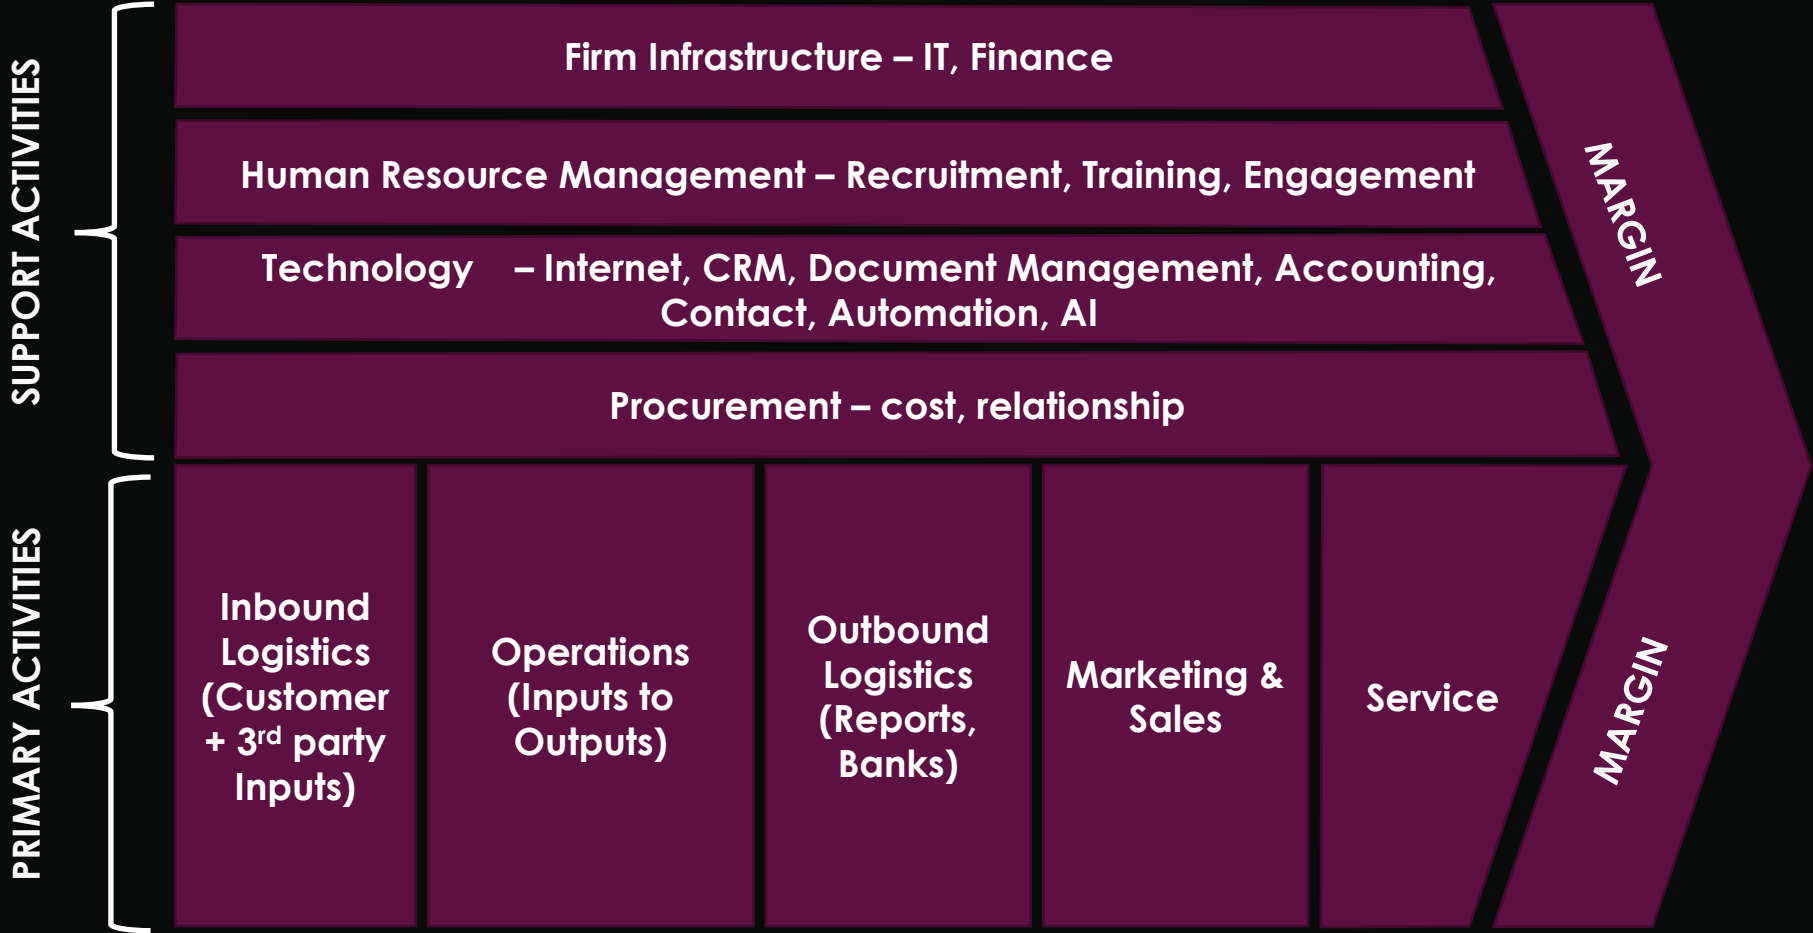 SUPPORT ACTIVITIES
Firm Infrastructure – IT, Finance
Human Resource Management – Recruitment, Training, Engagement
Technology – Internet, CRM, Document Management, Accounting,
Contact, Automation, AI
Procurement – cost, relationship
MARGIN
PRIMARY ACTIVITIES
Inbound
Logistics
(Customer
+ 3rd party
Inputs)
Operations
(Inputs to
Outputs)
Outbound
Logistics
(Reports,
Banks)
Marketing &
Sales
Service
MARGIN